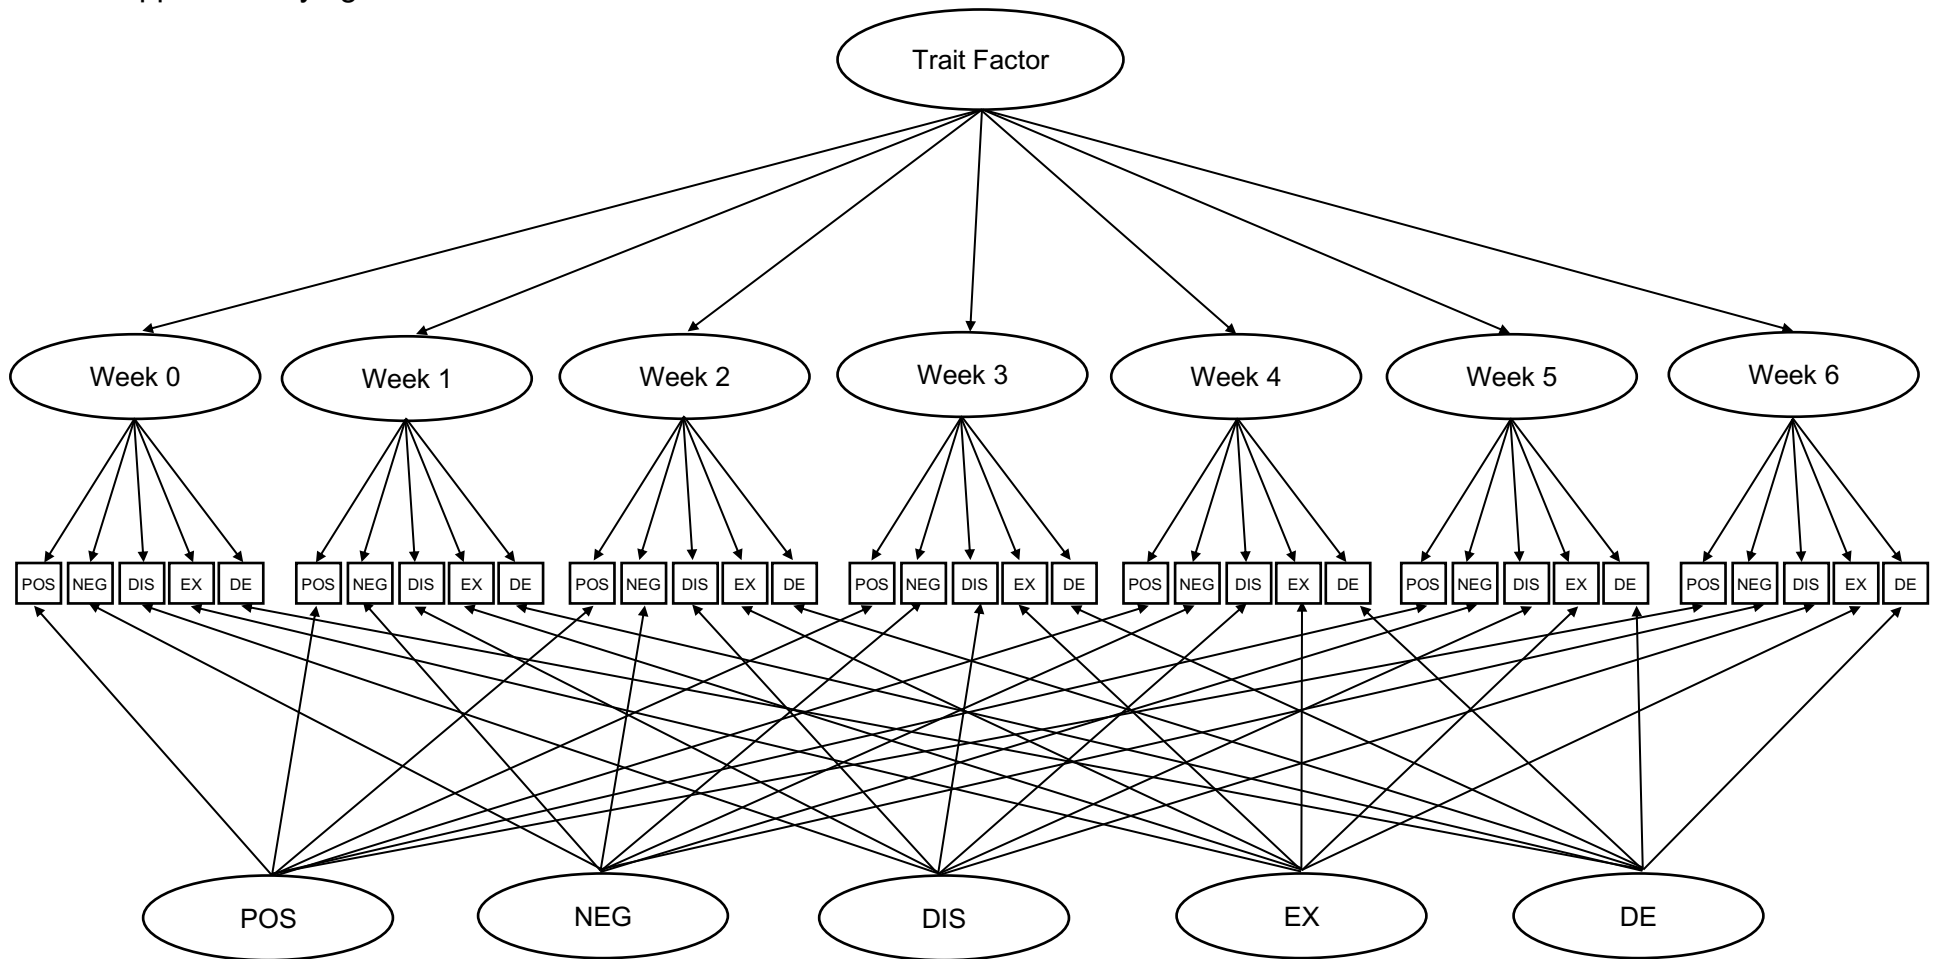 Trait Factor
Week 0 Week 1 Week 2 Week 3 Week 4 Week 5 Week 6
POS NEG DIS EX DE POS NEG DIS EX DE POS NEG DIS EX DE POS NEG DIS EX DE POS NEG DIS EX DE POS NEG DIS EX DE POS NEG DIS EX DE
POS NEG DIS EX DE